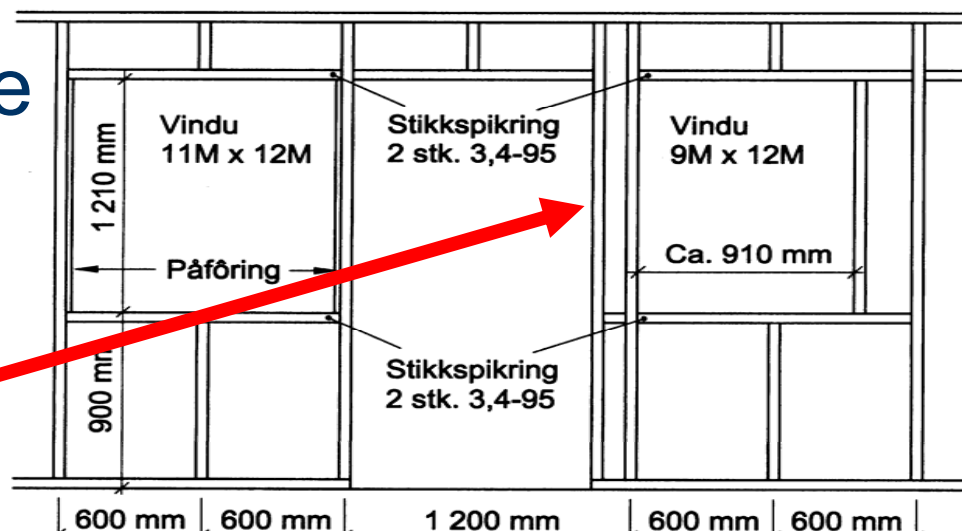 e
Vindu
11M x 12M
Stikkspikring
2 stk. 3,4-95
Vindu
9M x 12M
1 210 mm
Påfôring
Ca. 910 mm
900 mm
Stikkspikring
2 stk. 3,4-95
600 mm
600 mm
1 200 mm
600 mm
600 mm